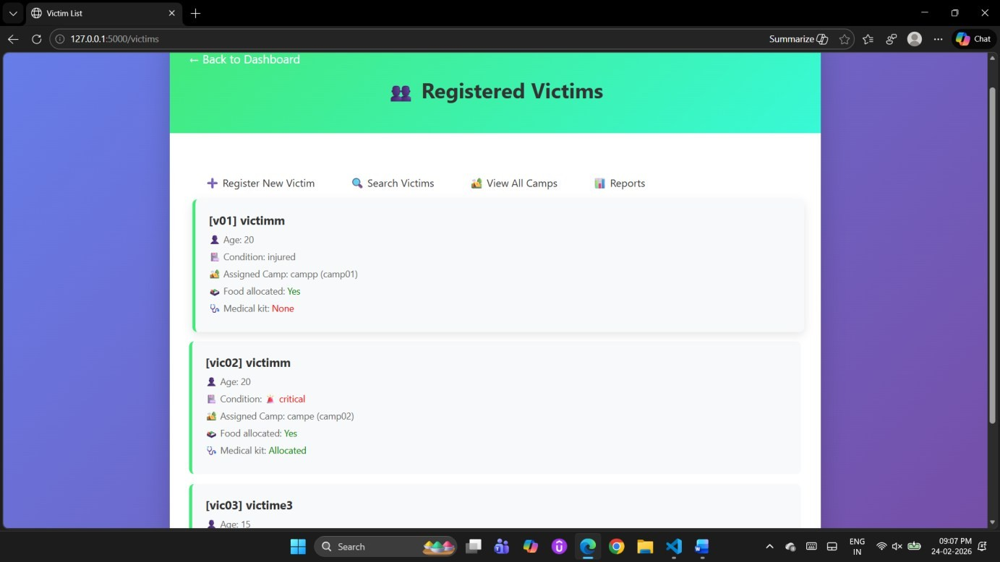 Victim List
127.0.0.1:5000/victims
Summarize
Chat
← Back to Dashboard
Registered Victims
Register New Victim
Search Victims
View All Camps
Reports
[v01] victimm
Age: 20
Condition: injured
Assigned Camp: campp (camp01)
Food allocated: Yes
Medical kit: None
[vic02] victimm
Age: 20
Condition: critical
Assigned Camp: campe (camp02)
Food allocated: Yes
Medical kit: Allocated
[vic03] victime3
Age: 15
Search
ENG
IN
09:07 PM
24-02-2026